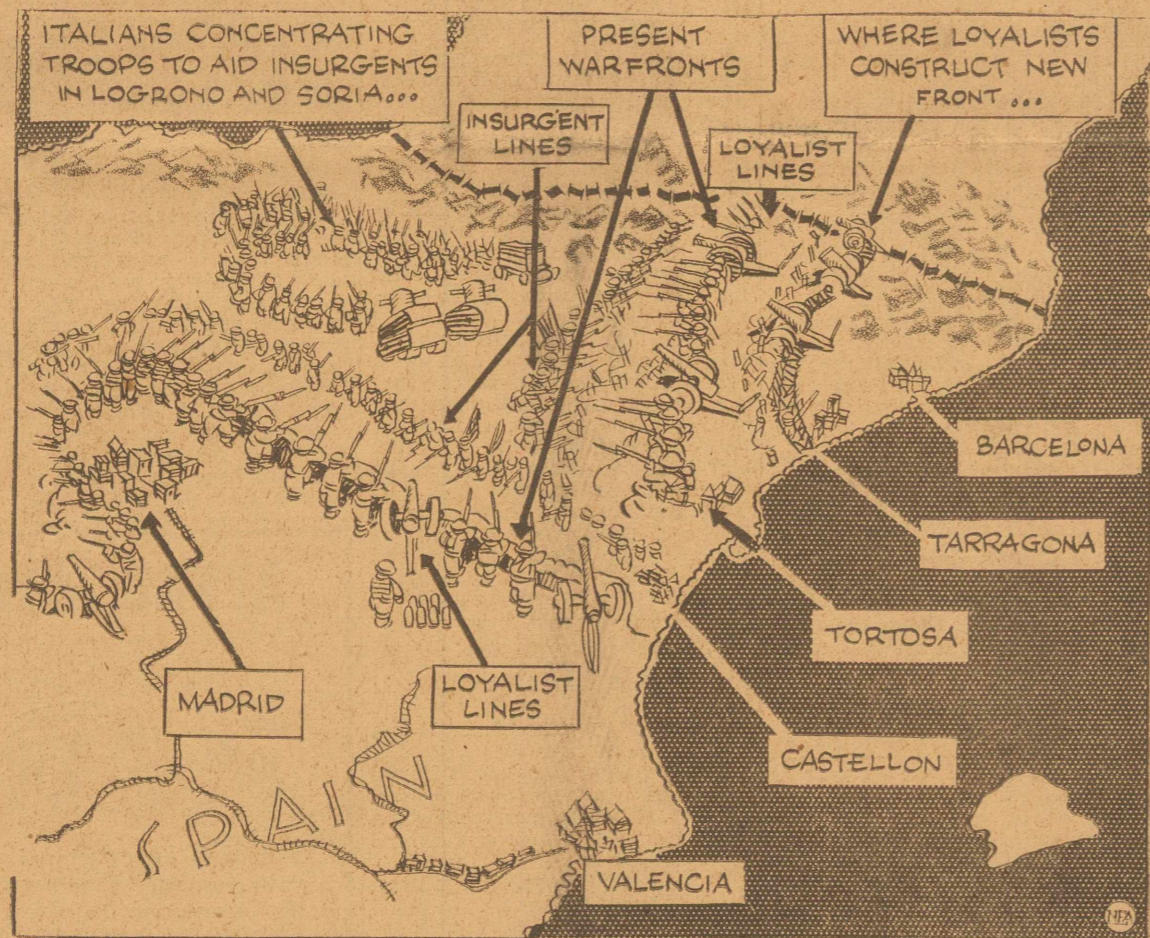 ITALIANS CONCENTRATING
TROOPS TO AID INSURGENTS
IN LOGRONO AND SORIA...
PRESENT
WARFRONTS
WHERE LOYALISTS
CONSTRUCT NEW
FRONT...
INSURGENT
LINES
LOYALIST
LINES
BARCELONA
TARRAGONA
TORTOSA
MADRID
LOYALIST
LINES
CASTELLON
SPAIN
VALENCIA
NEA